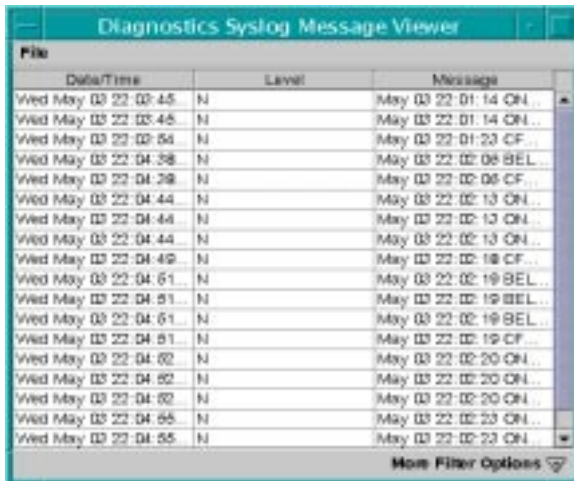 Diagnostics Syslog Message Viewer
File
Date/Time Level Message
Wed May 03 22:03:45... N May 03 22:01:14 ON...
Wed May 03 22:03:46... N May 03 22:01:14 ON...
Wed May 03 22:03:54... N May 03 22:01:23 CF...
Wed May 03 22:04:38... N May 03 22:02:06 BEL...
Wed May 03 22:04:38... N May 03 22:02:06 CF...
Wed May 03 22:04:44... N May 03 22:02:13 ON...
Wed May 03 22:04:44... N May 03 22:02:13 ON...
Wed May 03 22:04:44... N May 03 22:02:13 ON...
Wed May 03 22:04:49... N May 03 22:02:18 CF...
Wed May 03 22:04:51... N May 03 22:02:19 BEL...
Wed May 03 22:04:51... N May 03 22:02:19 BEL...
Wed May 03 22:04:51... N May 03 22:02:19 BEL...
Wed May 03 22:04:51... N May 03 22:02:19 CF...
Wed May 03 22:04:52... N May 03 22:02:20 ON...
Wed May 03 22:04:52... N May 03 22:02:20 ON...
Wed May 03 22:04:52... N May 03 22:02:20 ON...
Wed May 03 22:04:55... N May 03 22:02:23 ON...
Wed May 03 22:04:55... N May 03 22:02:23 ON...
More Filter Options